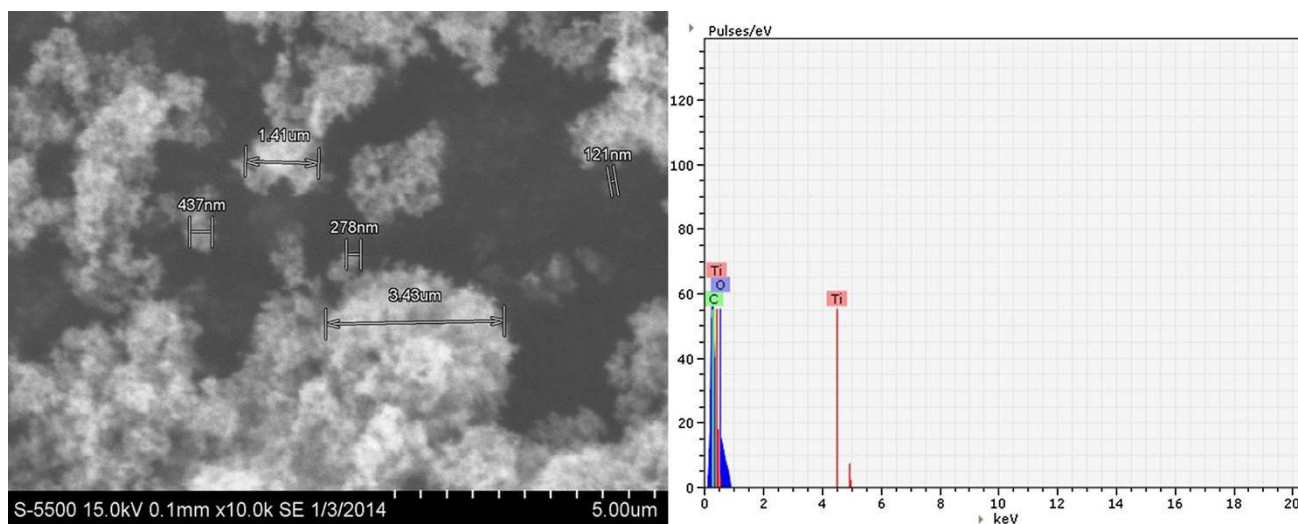 1.41um
121nm
437nm
278nm
3.43um
S-5500 15.0kV 0.1mm x10.0k SE 1/3/2014
5.00um
Pulses/eV
120
100
80
60
40
20
0
Ti
O
C
Ti
0 2 4 6 8 10 12 14 16 18 20
keV